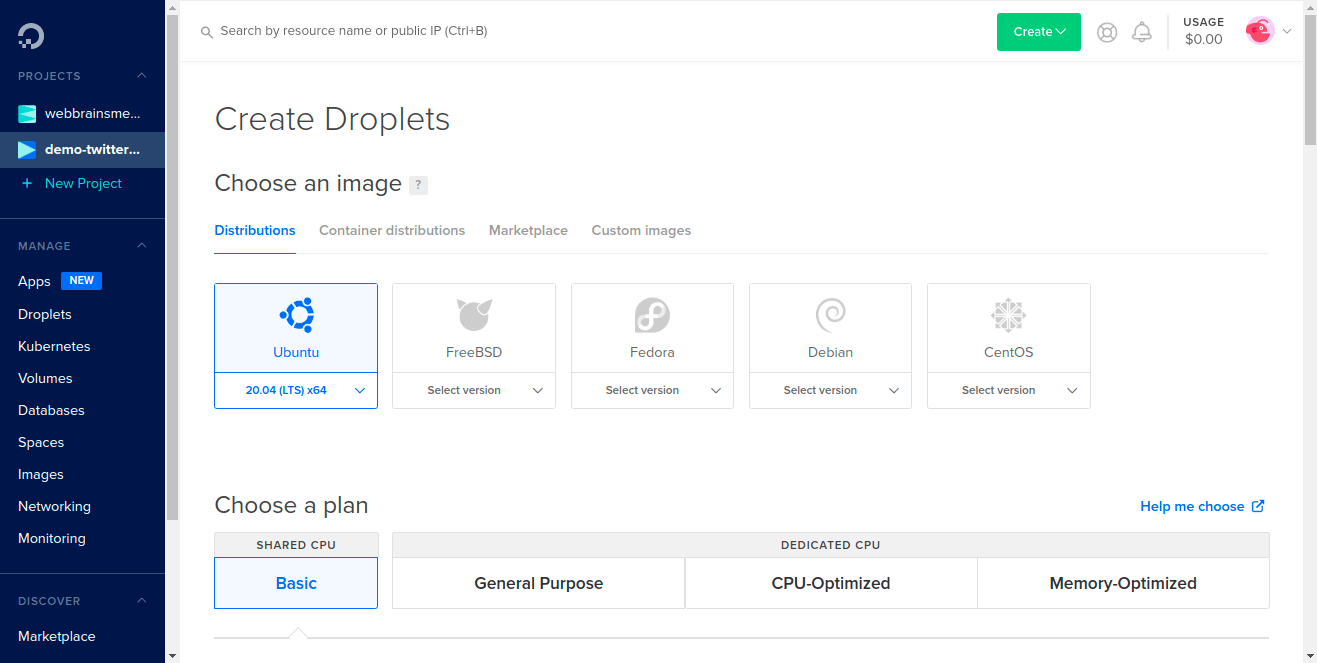 Search by resource name or public IP (Ctrl+B)
Create
USAGE
$0.00
PROJECTS
webbrainsme...
demo-twitter...
+ New Project
MANAGE
Apps NEW
Droplets
Kubernetes
Volumes
Databases
Spaces
Images
Networking
Monitoring
DISCOVER
Marketplace
Create Droplets
Choose an image ?
Distributions Container distributions Marketplace Custom images
Ubuntu FreeBSD Fedora Debian CentOS
20.04 (LTS) x64 Select version Select version Select version Select version
Choose a plan Help me choose
SHARED CPU DEDICATED CPU
Basic General Purpose CPU-Optimized Memory-Optimized